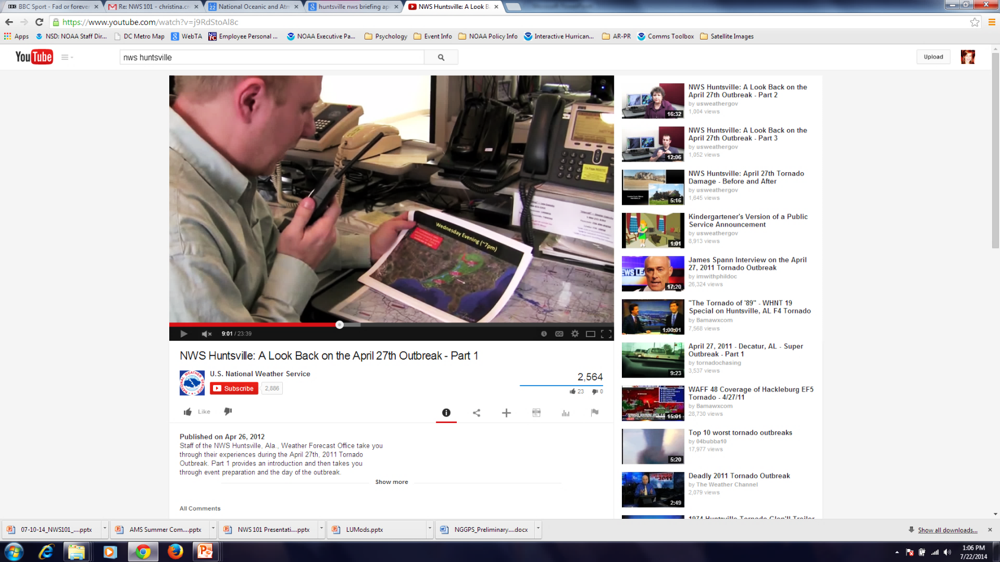 BBC Sport - Fad or forever
Re: NWS 101 - christina.cr
National Oceanic and Atm
huntsville nws briefing ap
NWS Huntsville: A Look B
https://www.youtube.com/watch?v=j9RdStoAl8c
Apps
NSD: NOAA Staff Dir...
DC Metro Map
WebTA
Employee Personal ...
NOAA Executive Pa...
Psychology
Event Info
NOAA Policy Info
Interactive Hurrican...
AR-PR
Comms Toolbox
Satellite Images
YouTube
nws huntsville
Upload
Wednesday Evening (~7pm)
9:01 / 23:39
CC
NWS Huntsville: A Look Back on the April 27th Outbreak - Part 1
U.S. National Weather Service
Subscribe
2,886
2,564
23
0
Like
Published on Apr 26, 2012
Staff of the NWS Huntsville, Ala., Weather Forecast Office take you
through their experiences during the April 27th, 2011 Tornado
Outbreak. Part 1 provides an introduction and then takes you
through event preparation and the day of the outbreak.
Show more
All Comments
16:32
NWS Huntsville: A Look Back on the
April 27th Outbreak - Part 2
by usweathergov
1,004 views
12:06
NWS Huntsville: A Look Back on the
April 27th Outbreak - Part 3
by usweathergov
1,052 views
5:16
NWS Huntsville: April 27th Tornado
Damage - Before and After
by usweathergov
1,645 views
1:01
Kindergartener's Version of a Public
Service Announcement
by usweathergov
8,913 views
17:20
James Spann Interview on the April
27, 2011 Tornado Outbreak
by imwithphildoc
26,324 views
1:00:01
"The Tornado of '89" - WHNT 19
Special on Huntsville, AL F4 Tornado
by Bamawxcom
7,568 views
9:23
April 27, 2011 - Decatur, AL - Super
Outbreak - Part 1
by tornadochasing
3,537 views
15:01
WAFF 48 Coverage of Hackleburg EF5
Tornado - 4/27/11
by Bamawxcom
28,730 views
5:20
Top 10 worst tornado outbreaks
by 04bubba10
17,977 views
2:49
Deadly 2011 Tornado Outbreak
by The Weather Channel
2,079 views
1974 Huntsville Tornado Glen'll Trailer
07-10-14_NWS101_....pptx
AMS Summer Com....pptx
NWS 101 Presentati....pptx
LUMods.pptx
NGGPS_Preliminary....docx
Show all downloads...
1:06 PM
7/22/2014